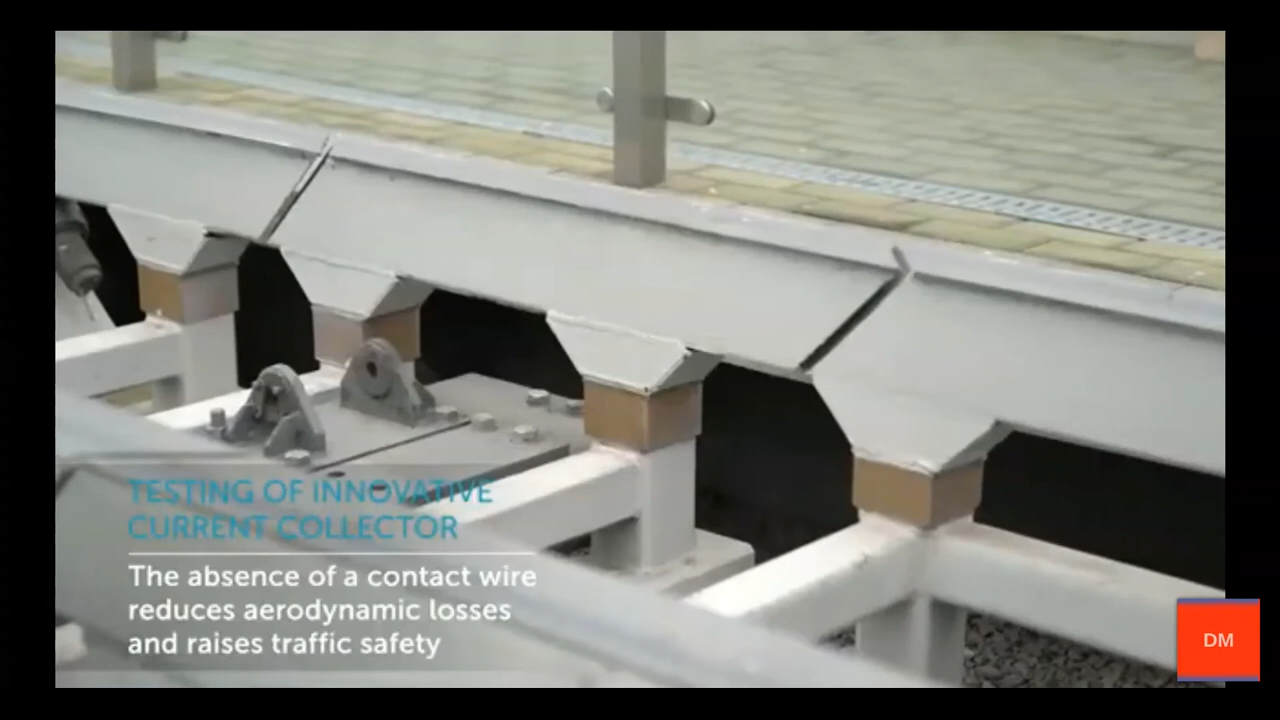 TESTING OF INNOVATIVE
CURRENT COLLECTOR
The absence of a contact wire
reduces aerodynamic losses
and raises traffic safety
DM